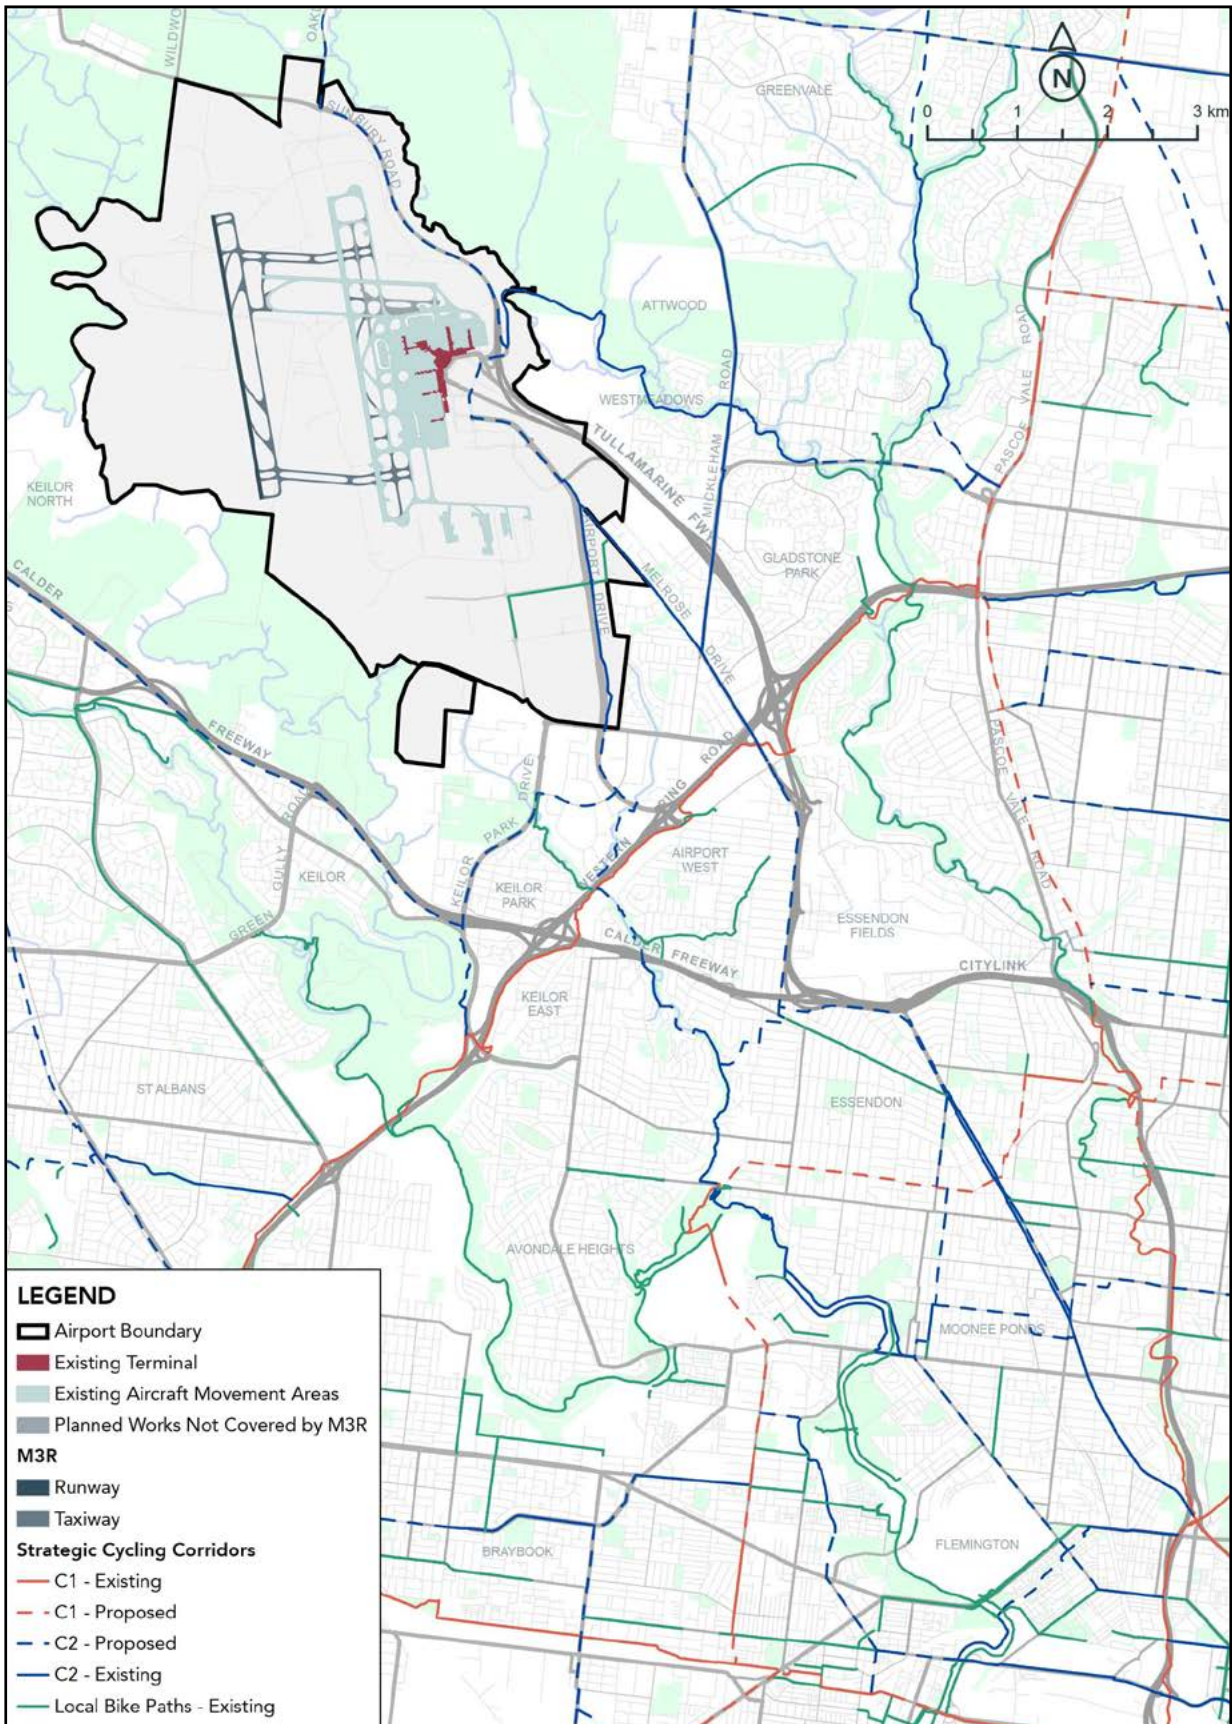 WILDWO
OAKL
SUNBURY ROAD
GREENVALE
N
0 1 2 3 km
ATTWOOD
PASCOE VALE ROAD
WESTMEADOWS
MICKLEHAM ROAD
TULLAMARINE FWY
KEILOR
NORTH
GLADSTONE
PARK
CALDER
FREEWAY
AIRPORT DRIVE
MELROSE
DRIVE
PASCOE
VALE
ROAD
WESTERN
RING
ROAD
KEILOR
PARK
DRIVE
AIRPORT
WEST
KEILOR
PARK
GREEN
GULLY
ROAD
KEILOR
ESSENDON
FIELDS
CALDER FREEWAY
CITYLINK
KEILOR
EAST
ST ALBANS
ESSENDON
AVONDALE HEIGHTS
MOONEE PONDS
BRAYBOOK
FLEMINGTON
LEGEND
Airport Boundary
Existing Terminal
Existing Aircraft Movement Areas
Planned Works Not Covered by M3R
M3R
Runway
Taxiway
Strategic Cycling Corridors
C1 - Existing
C1 - Proposed
C2 - Proposed
C2 - Existing
Local Bike Paths - Existing